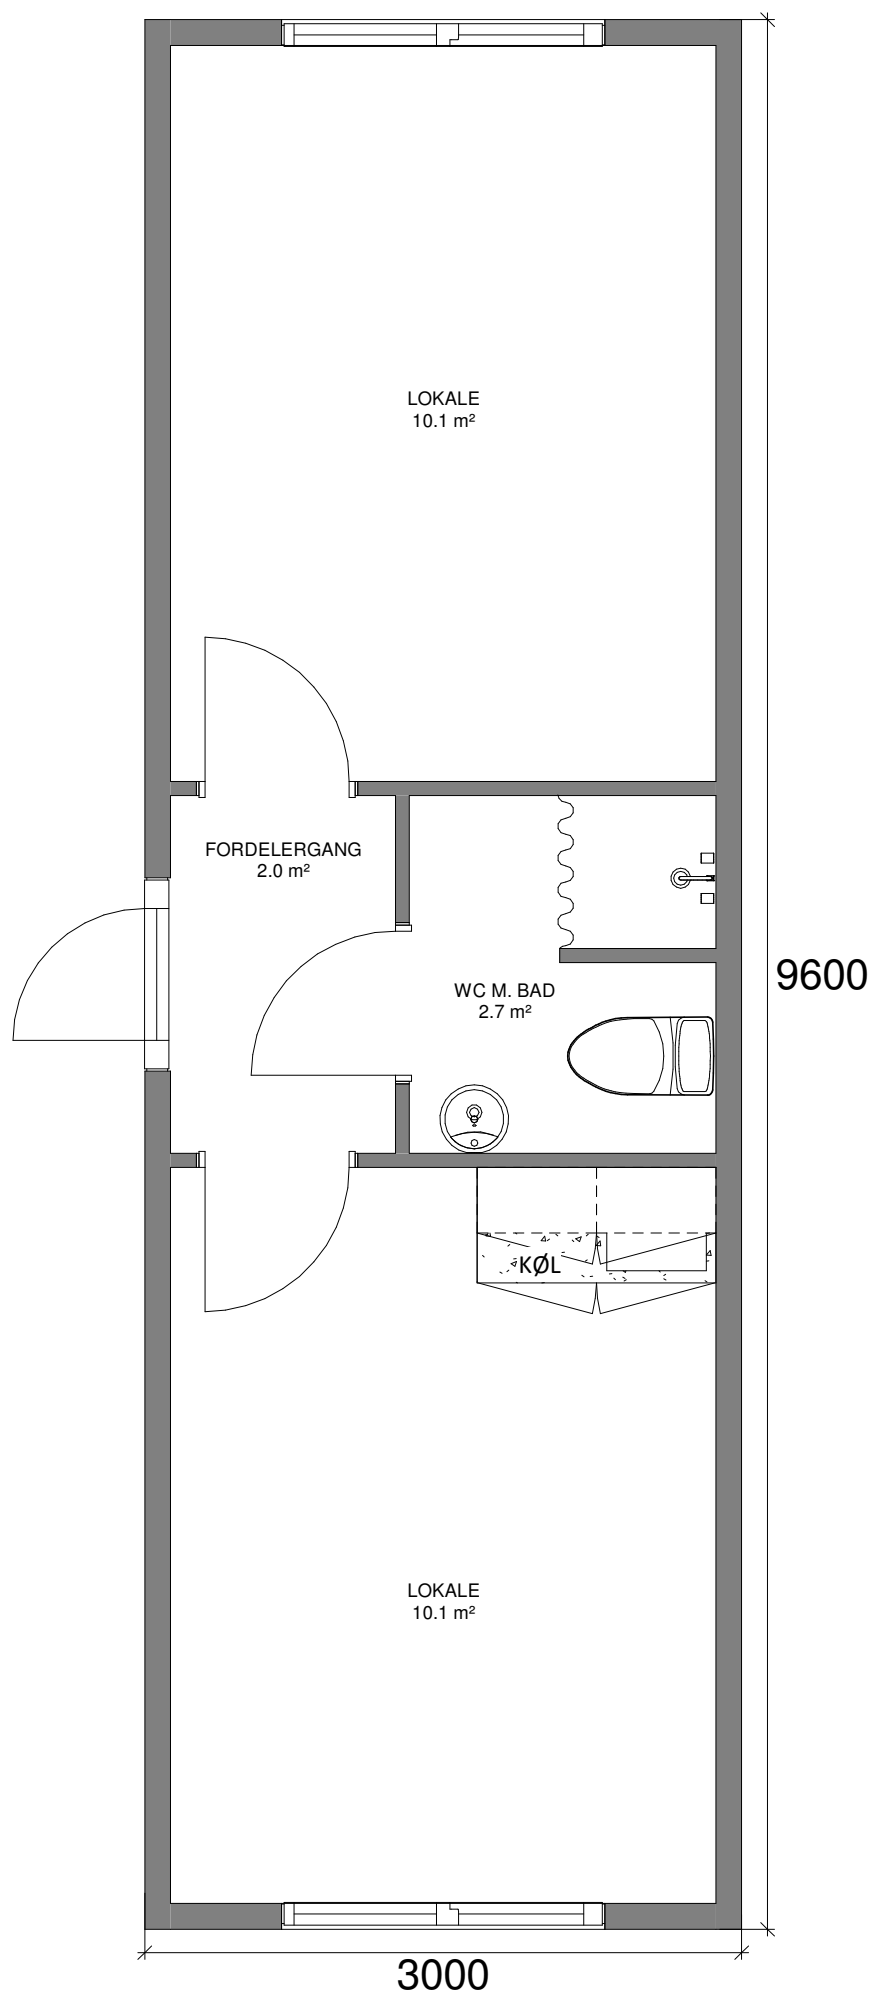 LOKALE
10.1 m²
FORDELERGANG
2.0 m²
9600
WC M. BAD
2.7 m²
KØL
LOKALE
10.1 m²
3000